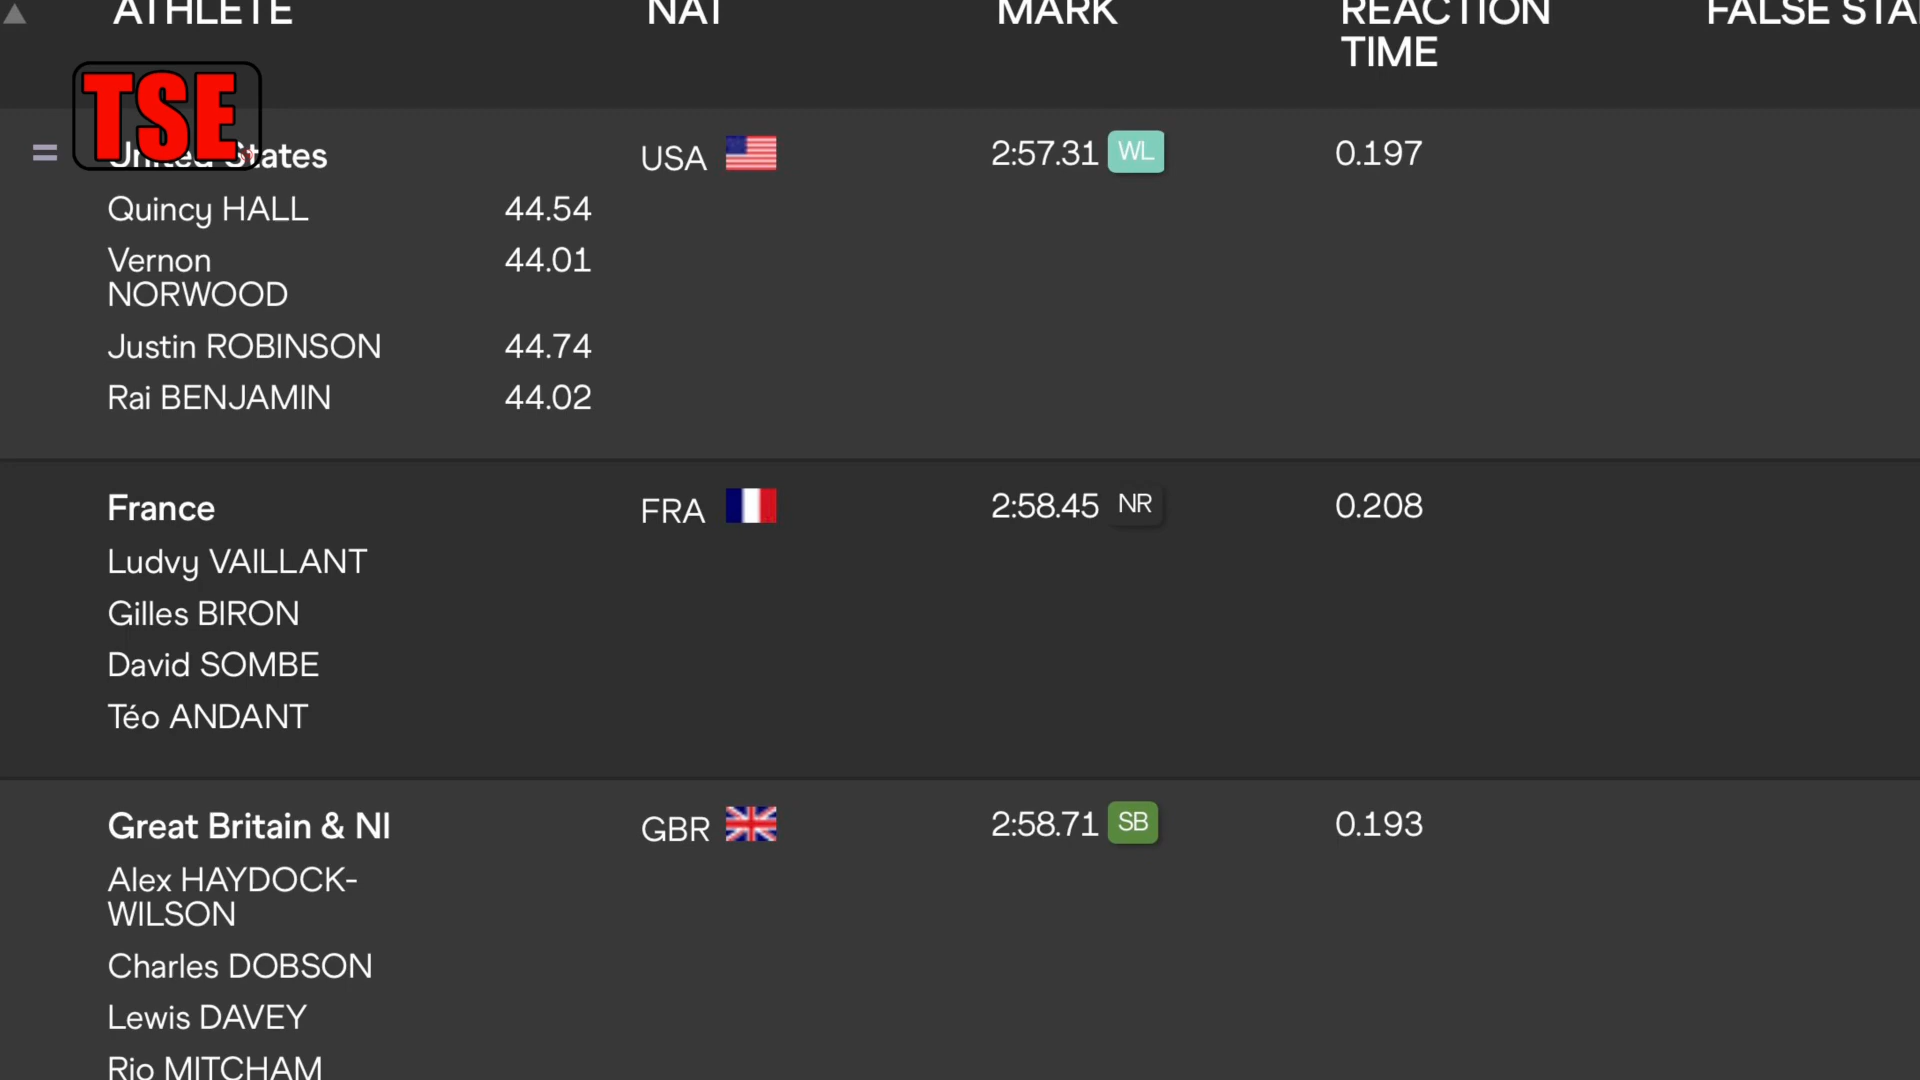 ATHLETE NAT MARK REACTION TIME FALSE STA
TSE
United States USA 2:57.31 WL 0.197
Quincy HALL 44.54
Vernon NORWOOD 44.01
Justin ROBINSON 44.74
Rai BENJAMIN 44.02
France FRA 2:58.45 NR 0.208
Ludvy VAILLANT
Gilles BIRON
David SOMBE
Téo ANDANT
Great Britain & NI GBR 2:58.71 SB 0.193
Alex HAYDOCK-
WILSON
Charles DOBSON
Lewis DAVEY
Rio MITCHAM